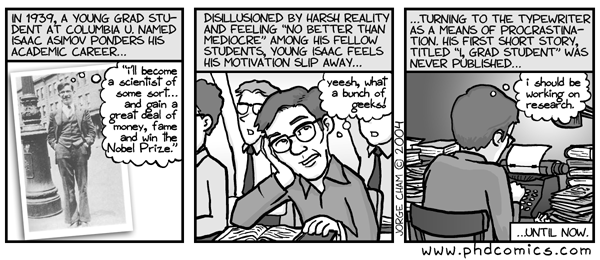 IN 1939, A YOUNG GRAD STU-
DENT AT COLUMBIA U. NAMED
ISAAC ASIMOV PONDERS HIS
ACADEMIC CAREER...
"i'll become
a scientist of
some sort...
and gain a
great deal of
money, fame
and win the
Nobel Prize."
DISILLUSIONED BY HARSH REALITY
AND FEELING "NO BETTER THAN
MEDIOCRE" AMONG HIS FELLOW
STUDENTS, YOUNG ISAAC FEELS
HIS MOTIVATION SLIP AWAY...
yeesh, what
a bunch of
geeks!
JORGE CHAM © 2004
...TURNING TO THE TYPEWRITER
AS A MEANS OF PROCRASTINA-
TION. HIS FIRST SHORT STORY,
TITLED "I, GRAD STUDENT" WAS
NEVER PUBLISHED...
i should be
working on
research.
...UNTIL NOW.
www.phdcomics.com